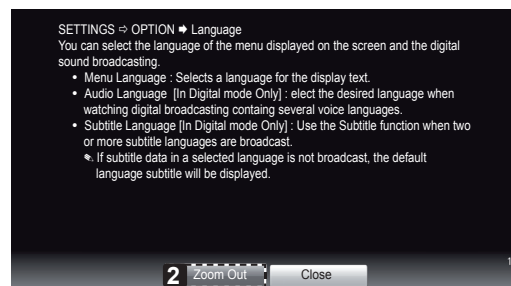 SETTINGS ⇨ OPTION ➡ Language
You can select the language of the menu displayed on the screen and the digital
sound broadcasting.
• Menu Language : Selects a language for the display text.
• Audio Language [In Digital mode Only] : elect the desired language when
watching digital broadcasting containg several voice languages.
• Subtitle Language [In Digital mode Only] : Use the Subtitle function when two
or more subtitle languages are broadcast.
✎ If subtitle data in a selected language is not broadcast, the default
language subtitle will be displayed.
1
2 Zoom Out Close